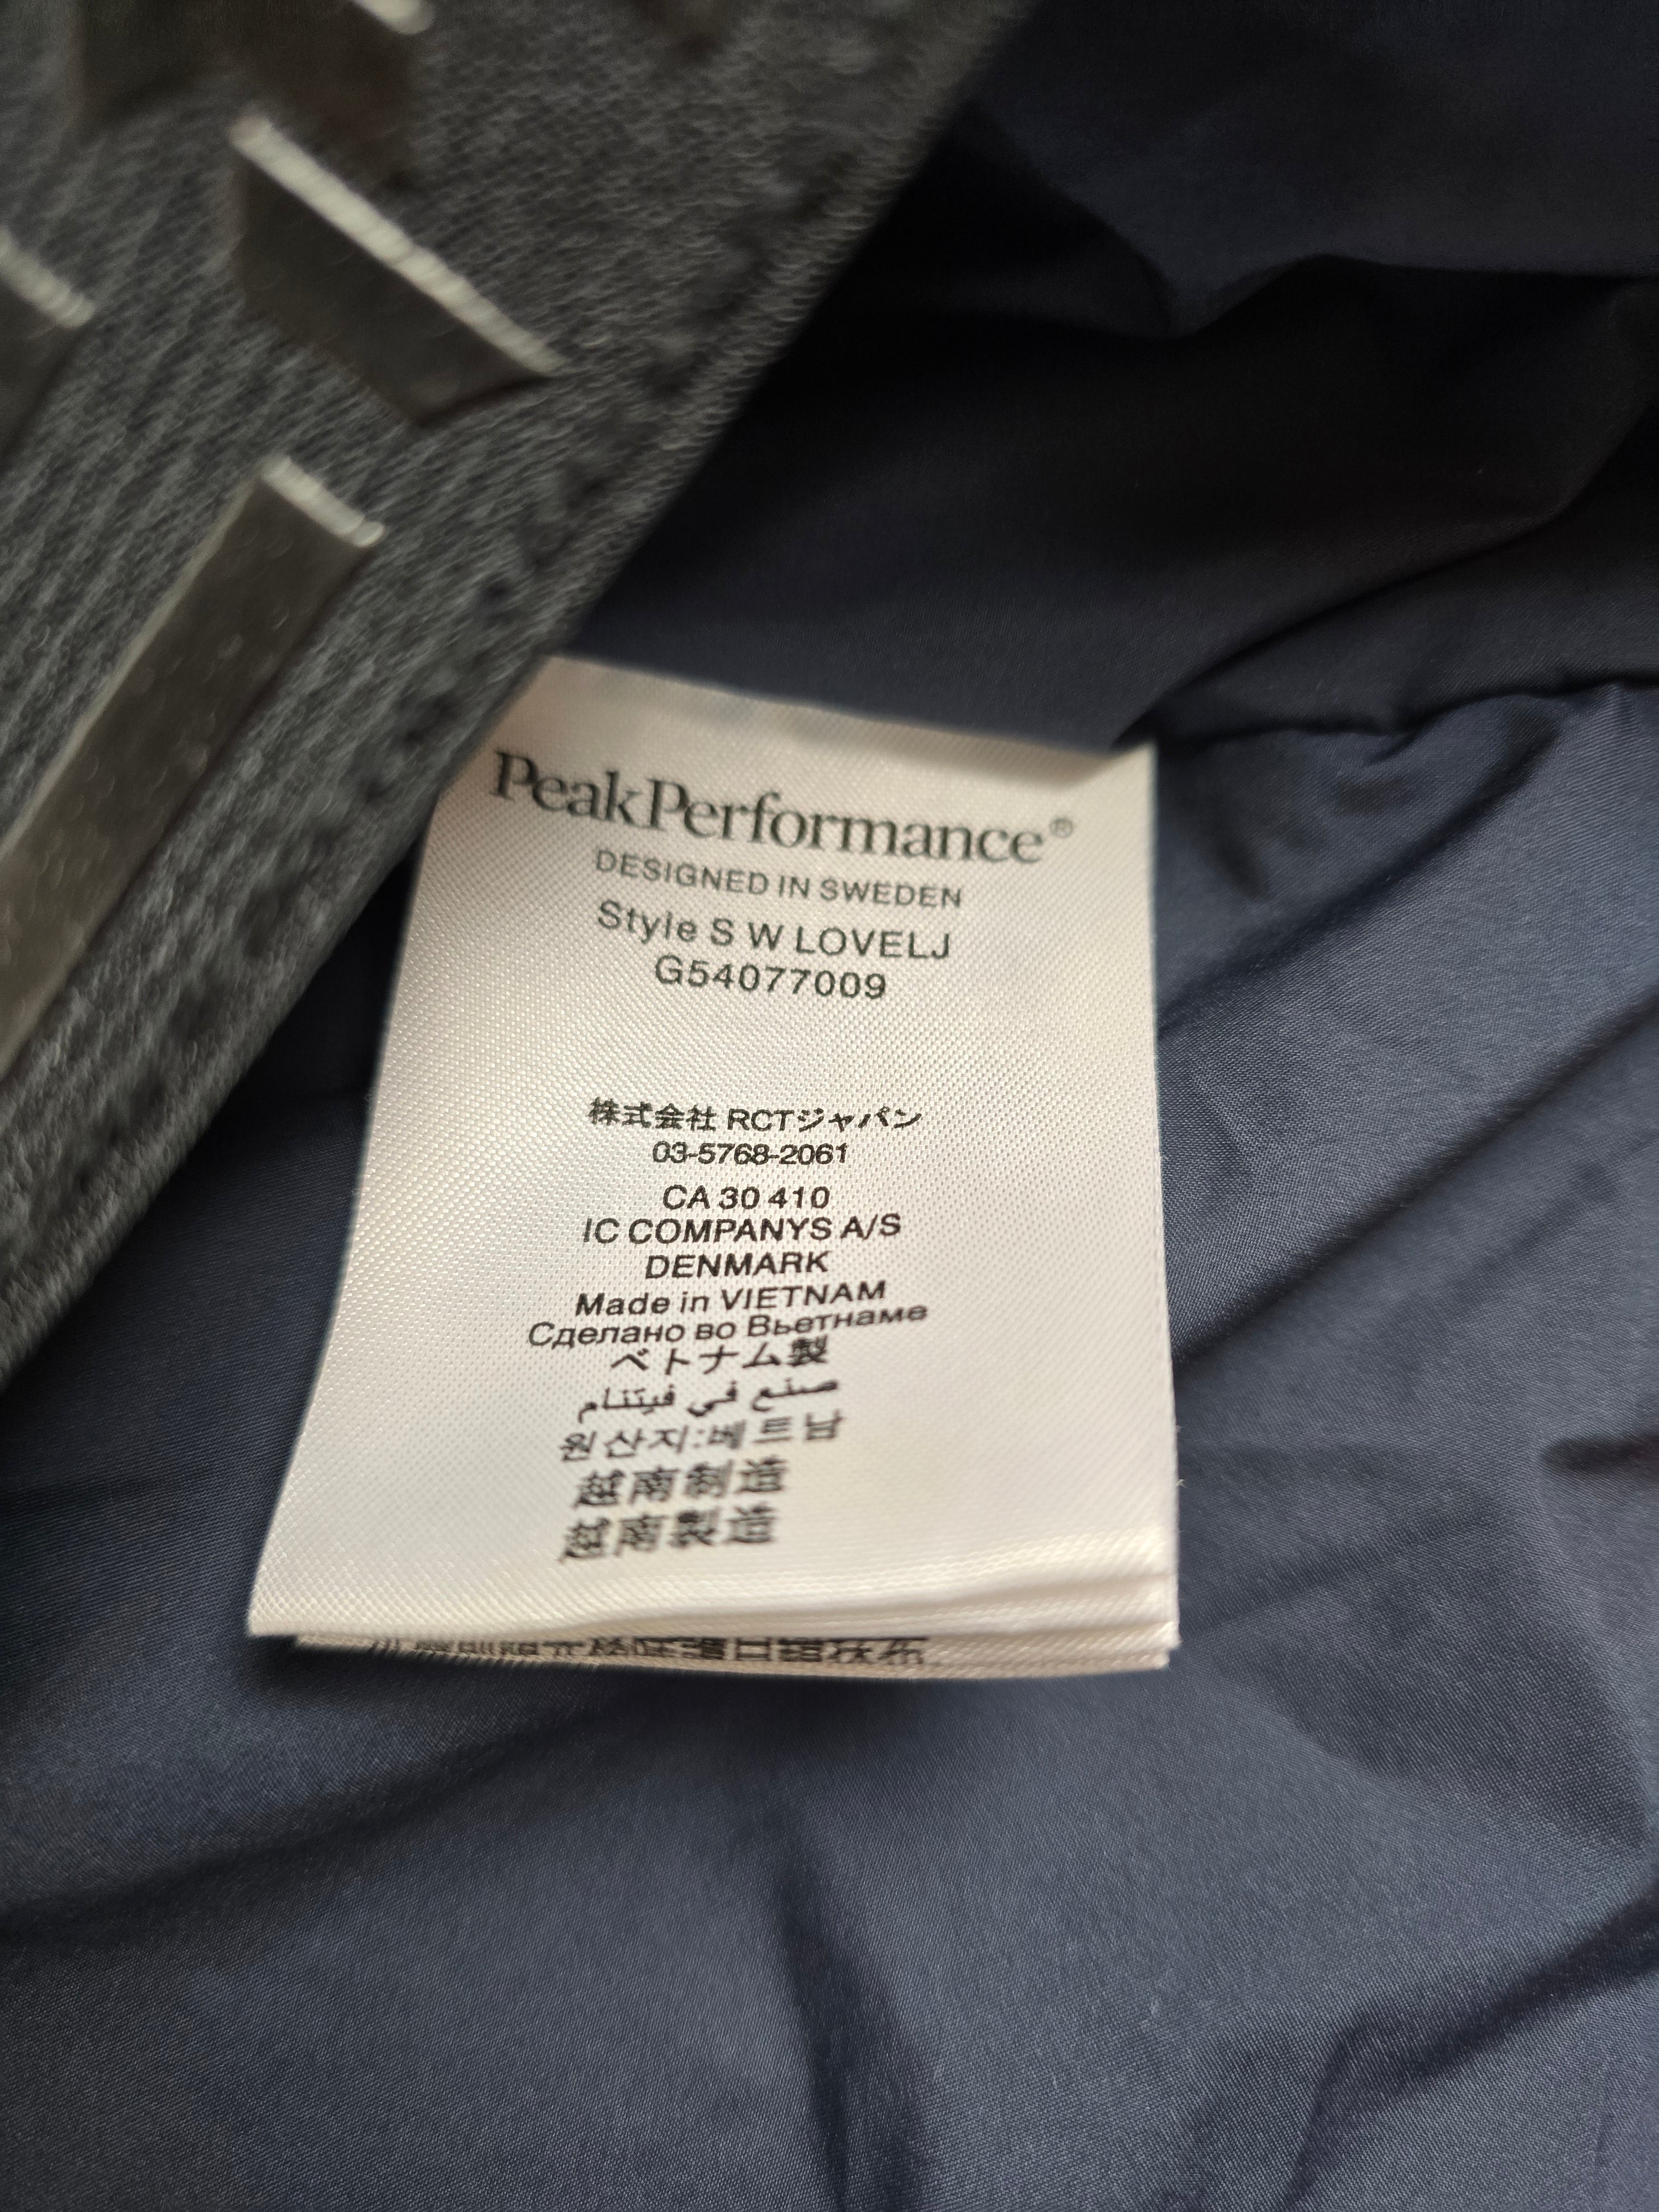 PeakPerformance®
DESIGNED IN SWEDEN
Style S W LOVELJ
G54077009
株式会社 RCTジャパン
03-5768-2061
CA 30 410
IC COMPANYS A/S
DENMARK
Made in VIETNAM
Сделано во Вьетнаме
ベトナム製
صنع في فيتنام
원산지:베트남
越南制造
越南製造